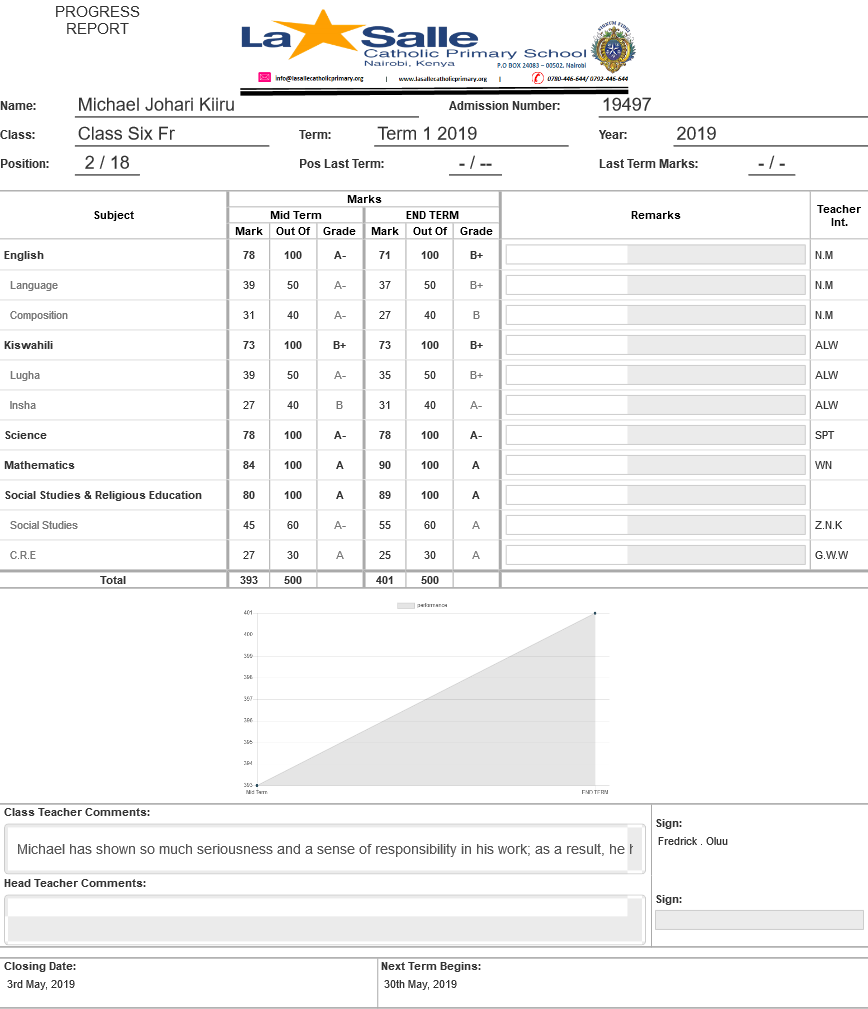 PROGRESS
REPORT
La Salle
Catholic Primary School
Nairobi, Kenya
P.O BOX 24083 – 00502, Nairobi
SIGNUM FIDEI
info@lasallecatholicprimary.org | www.lasallecatholicprimary.org | 0780-446-644/ 0792-446-644
Name: Michael Johari Kiiru Admission Number: 19497
Class: Class Six Fr Term: Term 1 2019 Year: 2019
Position: 2 / 18 Pos Last Term: - / -- Last Term Marks: - / -
Subject Marks Remarks Teacher Int.
Mid Term END TERM
Mark Out Of Grade Mark Out Of Grade
English 78 100 A- 71 100 B+ N.M
Language 39 50 A- 37 50 B+ N.M
Composition 31 40 A- 27 40 B N.M
Kiswahili 73 100 B+ 73 100 B+ ALW
Lugha 39 50 A- 35 50 B+ ALW
Insha 27 40 B 31 40 A- ALW
Science 78 100 A- 78 100 A- SPT
Mathematics 84 100 A 90 100 A WN
Social Studies & Religious Education 80 100 A 89 100 A
Social Studies 45 60 A- 55 60 A Z.N.K
C.R.E 27 30 A 25 30 A G.W.W
Total 393 500 401 500
performance
401
400
399
398
397
396
395
394
393
Mid Term END TERM
Class Teacher Comments:
Sign:
Michael has shown so much seriousness and a sense of responsibility in his work; as a result, he
Fredrick . Oluu
Head Teacher Comments:
Sign:
Closing Date: Next Term Begins:
3rd May, 2019 30th May, 2019